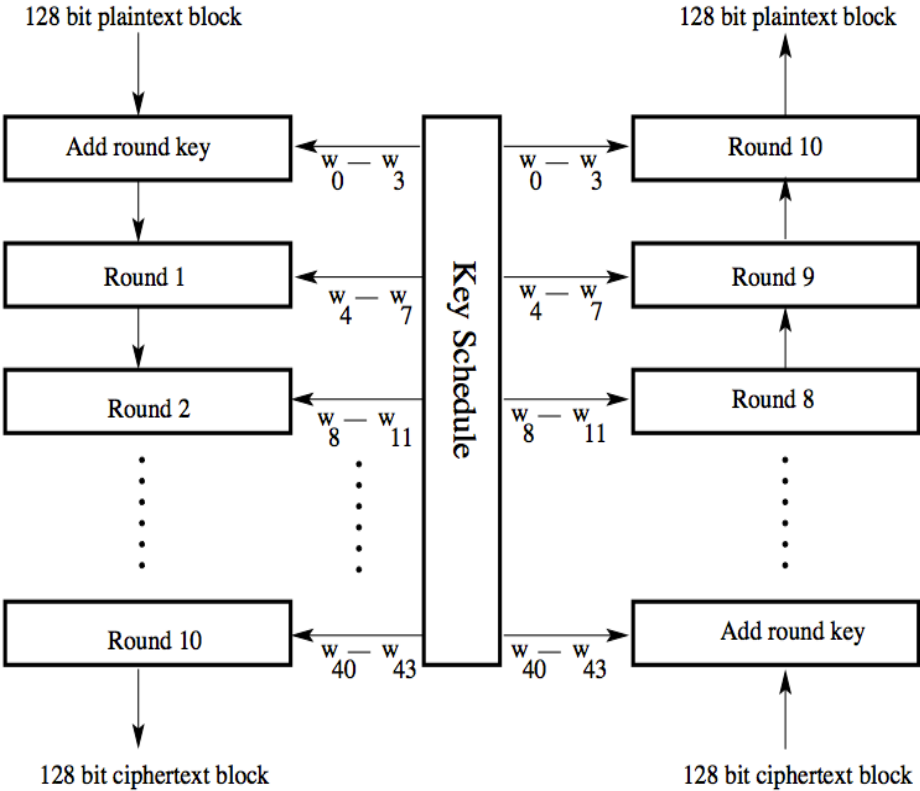 128 bit plaintext block
128 bit plaintext block
Add round key
w — w
0 3
w — w
0 3
Round 10
Round 1
w — w
4 7
w — w
4 7
Round 9
Key Schedule
Round 2
w — w
8 11
w — w
8 11
Round 8
Round 10
w — w
40 43
w — w
40 43
Add round key
128 bit ciphertext block
128 bit ciphertext block